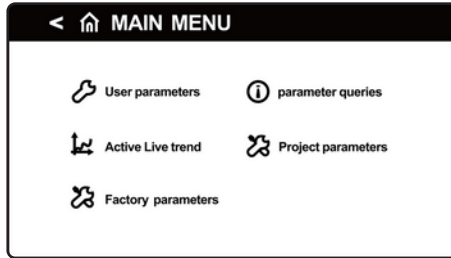 < MAIN MENU
User parameters
parameter queries
Active Live trend
Project parameters
Factory parameters